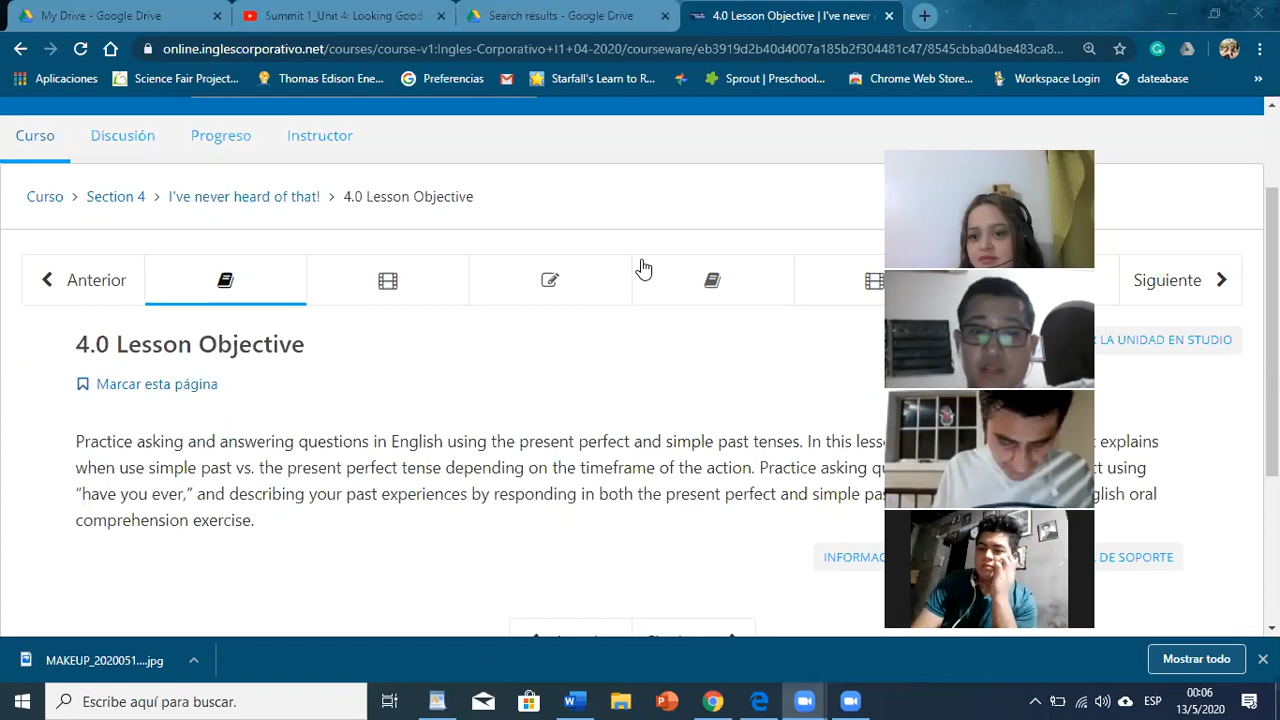 My Drive - Google Drive
Summit 1_Unit 4: Looking Good
Search results - Google Drive
4.0 Lesson Objective | I've never
online.inglescorporativo.net/courses/course-v1:Ingles-Corporativo+I1+04-2020/courseware/eb3919d2b40d4007a185b2f304481c47/8545cbba04be483ca8...
Aplicaciones
Science Fair Project...
Thomas Edison Ene...
Preferencias
Starfall's Learn to R...
Sprout | Preschool...
Chrome Web Store...
Workspace Login
dateabase
Curso
Discusión
Progreso
Instructor
Curso > Section 4 > I've never heard of that! > 4.0 Lesson Objective
Anterior
Siguiente
4.0 Lesson Objective
LA UNIDAD EN STUDIO
Marcar esta página
Practice asking and answering questions in English using the present perfect and simple past tenses. In this less explains
when use simple past vs. the present perfect tense depending on the timeframe of the action. Practice asking qu ct using
“have you ever,” and describing your past experiences by responding in both the present perfect and simple pas glish oral
comprehension exercise.
INFORMAC L DE SOPORTE
MAKEUP_2020051....jpg
Mostrar todo
Escribe aquí para buscar.
ESP
00:06
13/5/2020